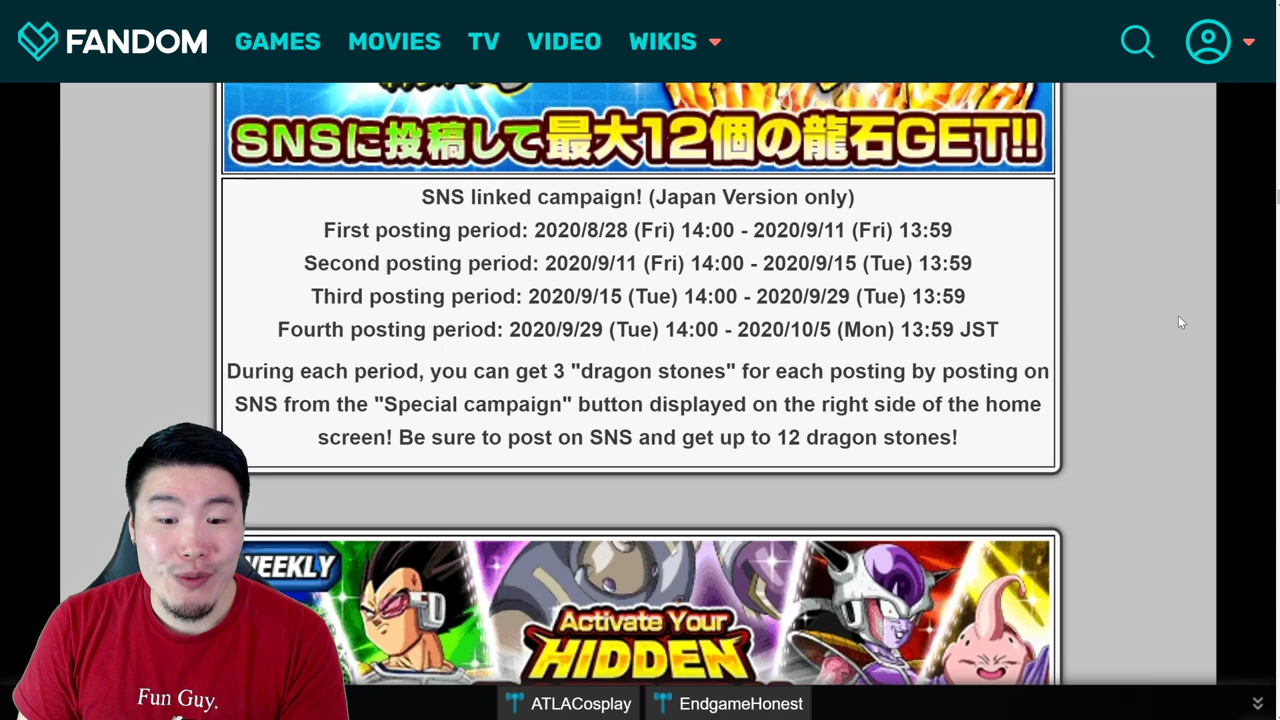 FANDOM GAMES MOVIES TV VIDEO WIKIS
SNSに投稿して最大12個の龍石GET!!
SNS linked campaign! (Japan Version only)
First posting period: 2020/8/28 (Fri) 14:00 - 2020/9/11 (Fri) 13:59
Second posting period: 2020/9/11 (Fri) 14:00 - 2020/9/15 (Tue) 13:59
Third posting period: 2020/9/15 (Tue) 14:00 - 2020/9/29 (Tue) 13:59
Fourth posting period: 2020/9/29 (Tue) 14:00 - 2020/10/5 (Mon) 13:59 JST
During each period, you can get 3 "dragon stones" for each posting by posting on
SNS from the "Special campaign" button displayed on the right side of the home
screen! Be sure to post on SNS and get up to 12 dragon stones!
WEEKLY
Activate Your
HIDDEN
Fun Guy.
ATLACosplay EndgameHonest